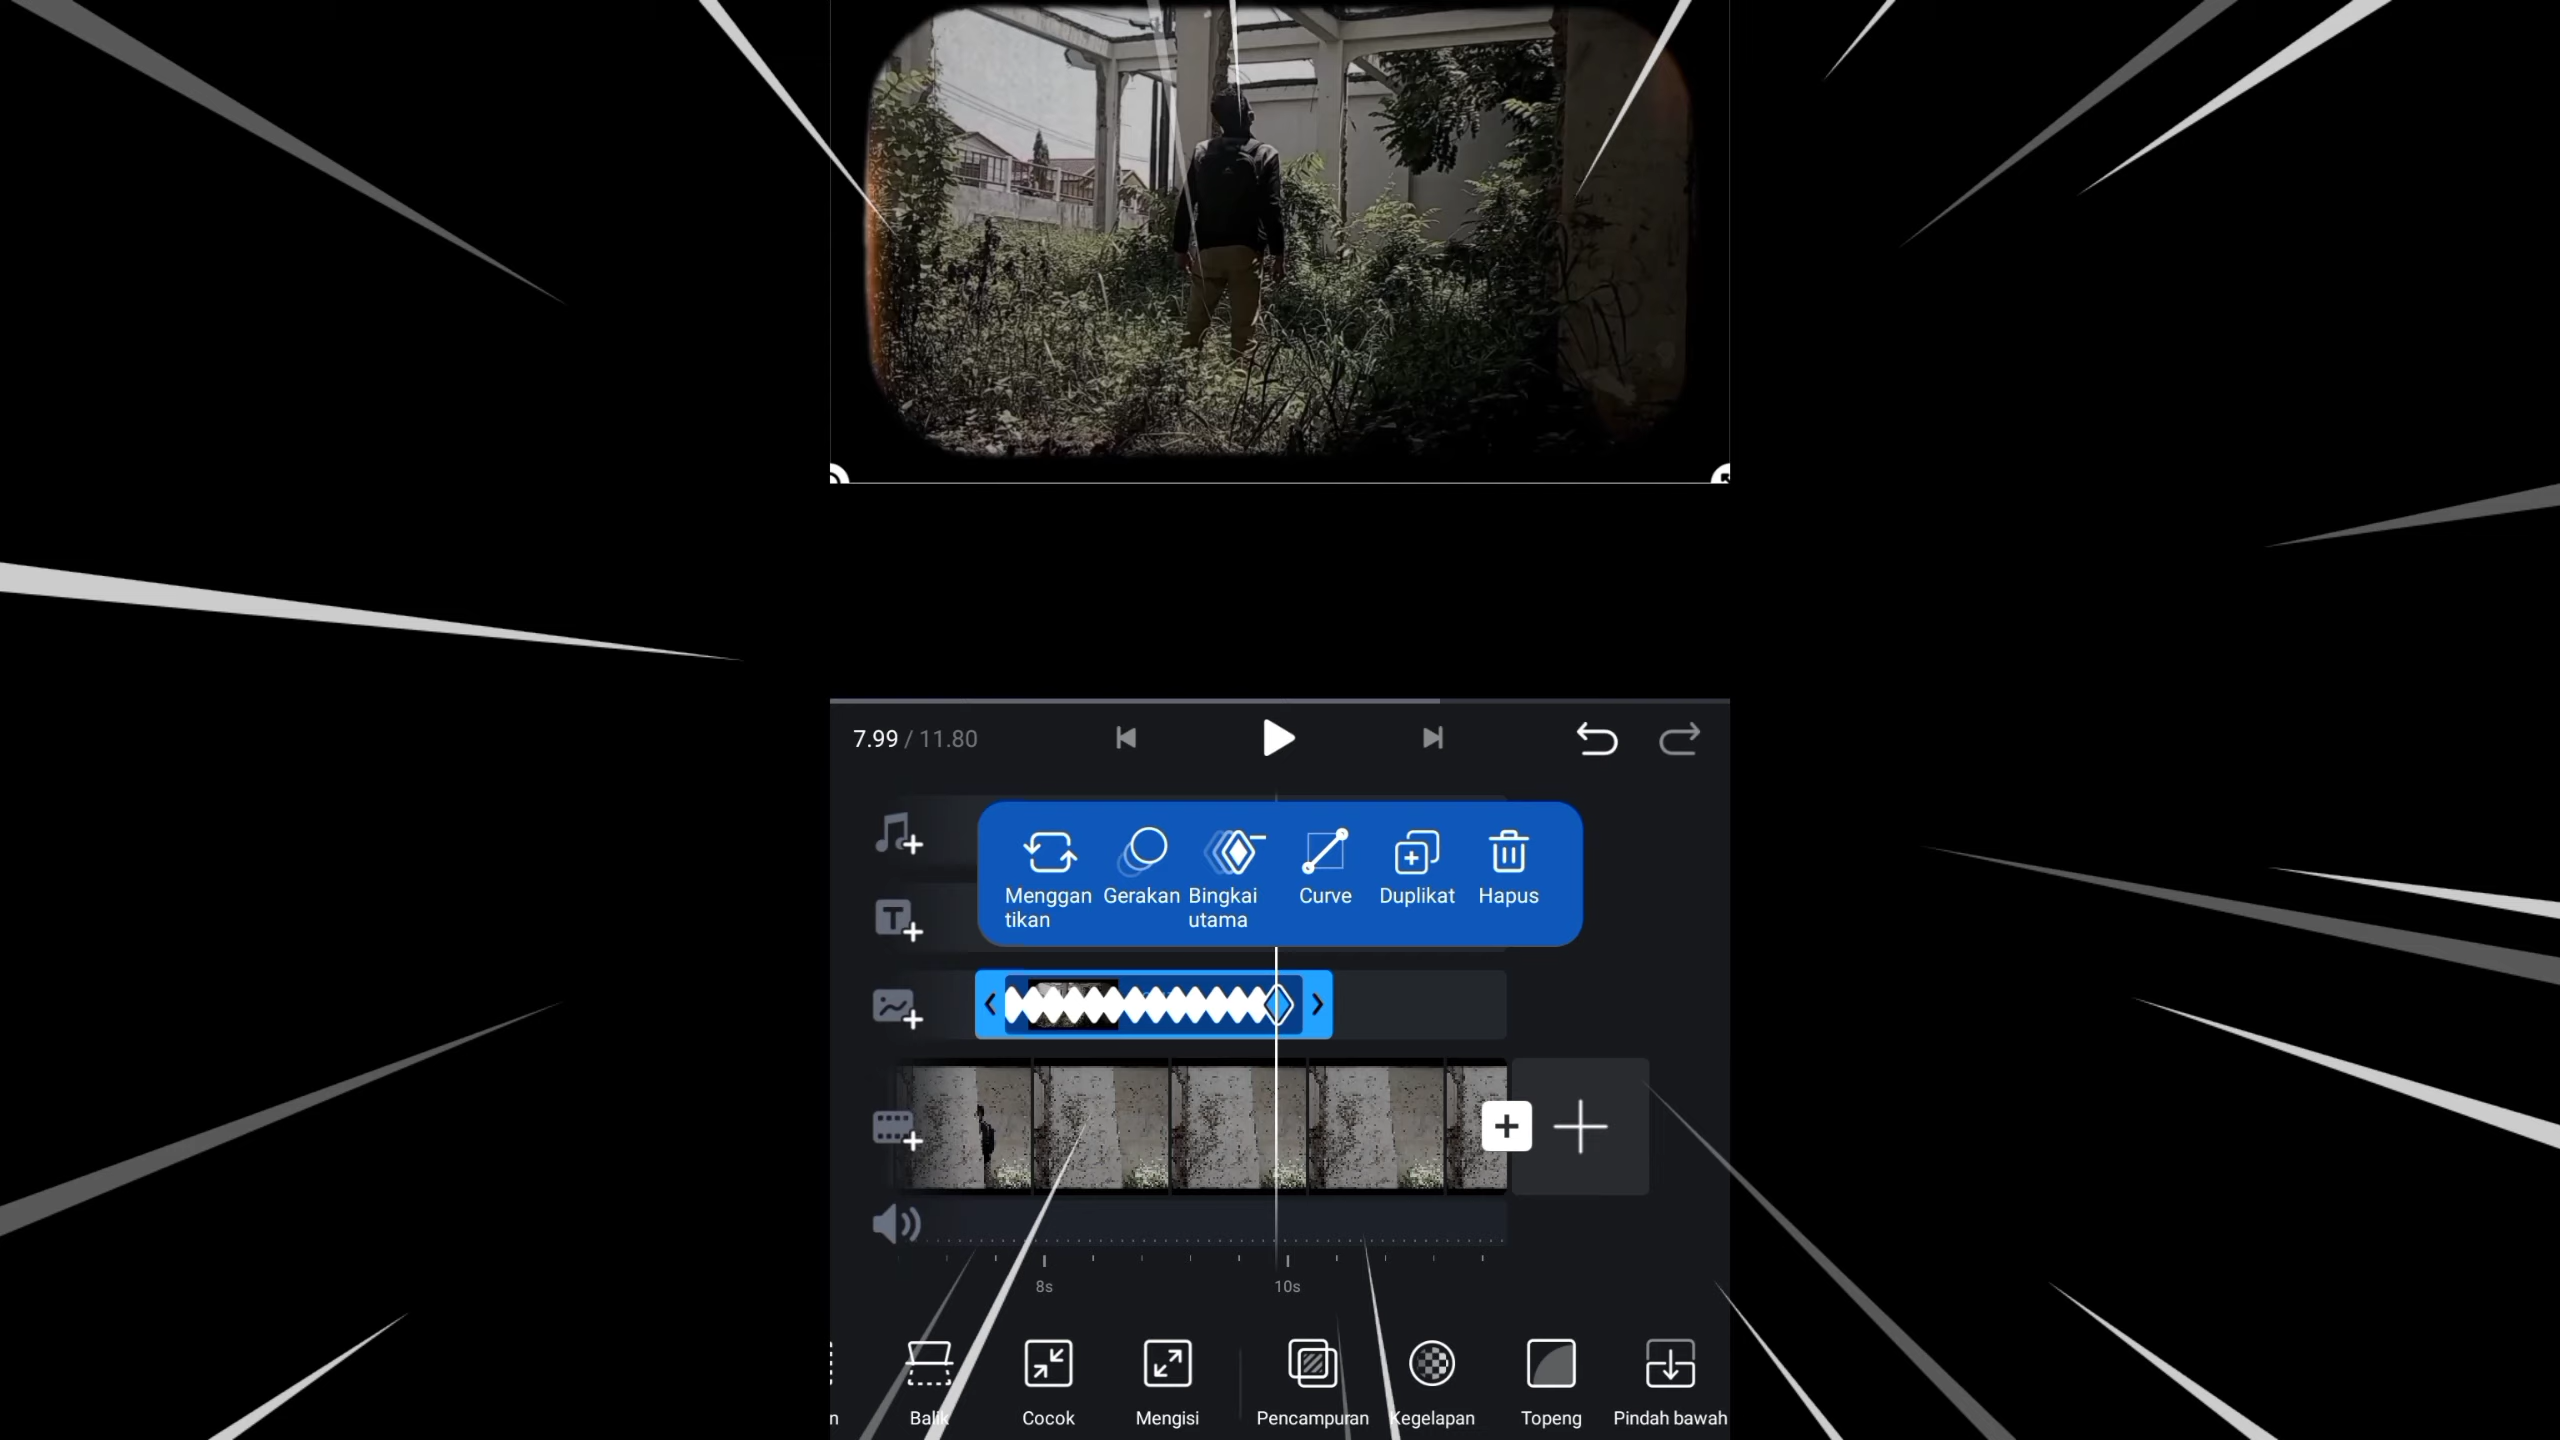 7.99 / 11.80
Menggan
tikan
Gerakan
Bingkai
utama
Curve
Duplikat
Hapus
8s
10s
n
Balik
Cocok
Mengisi
Pencampuran
Kegelapan
Topeng
Pindah bawah